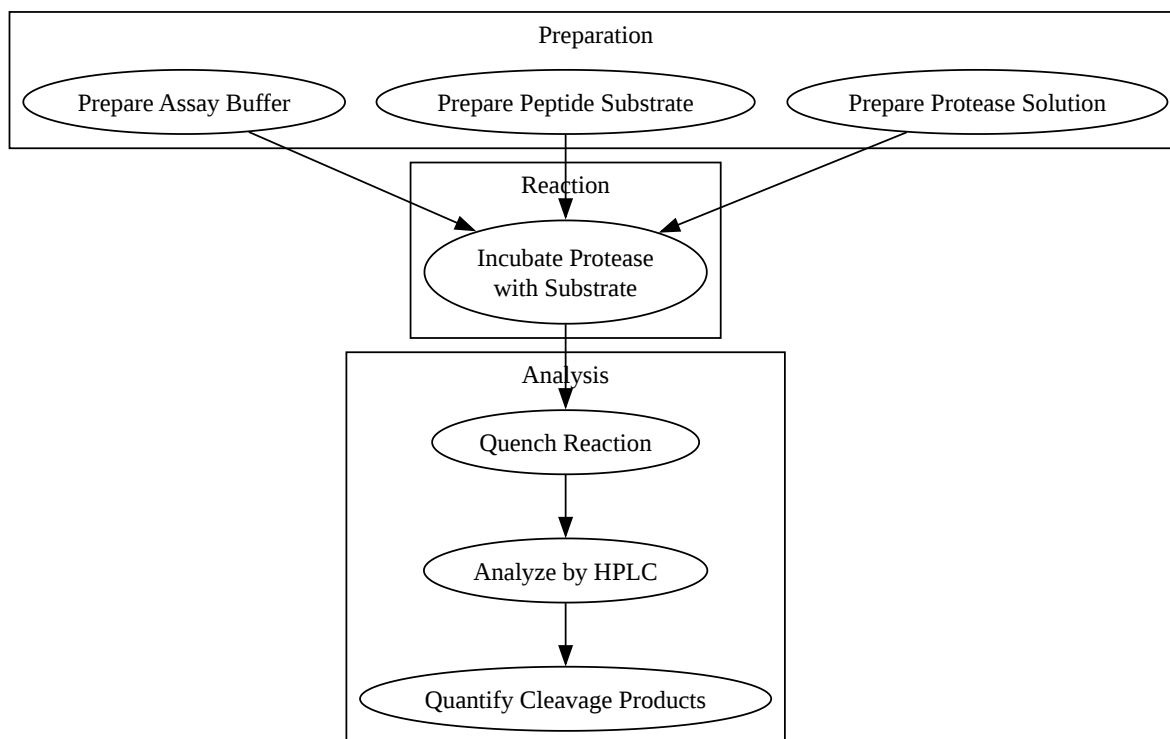 Preparation
Prepare Assay Buffer
Prepare Peptide Substrate
Prepare Protease Solution
Reaction
Incubate Protease
with Substrate
Analysis
Quench Reaction
Analyze by HPLC
Quantify Cleavage Products